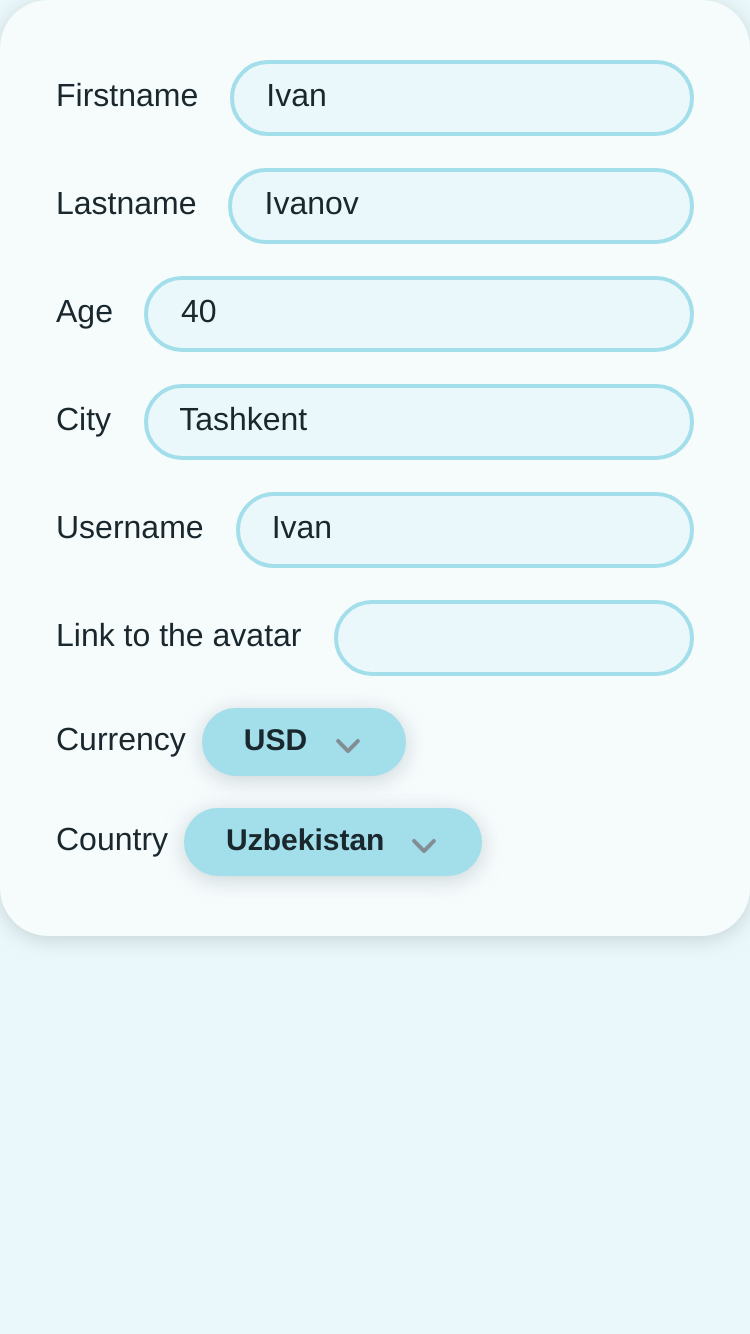 Firstname Ivan
Lastname Ivanov
Age 40
City Tashkent
Username Ivan
Link to the avatar
Currency USD
Country Uzbekistan